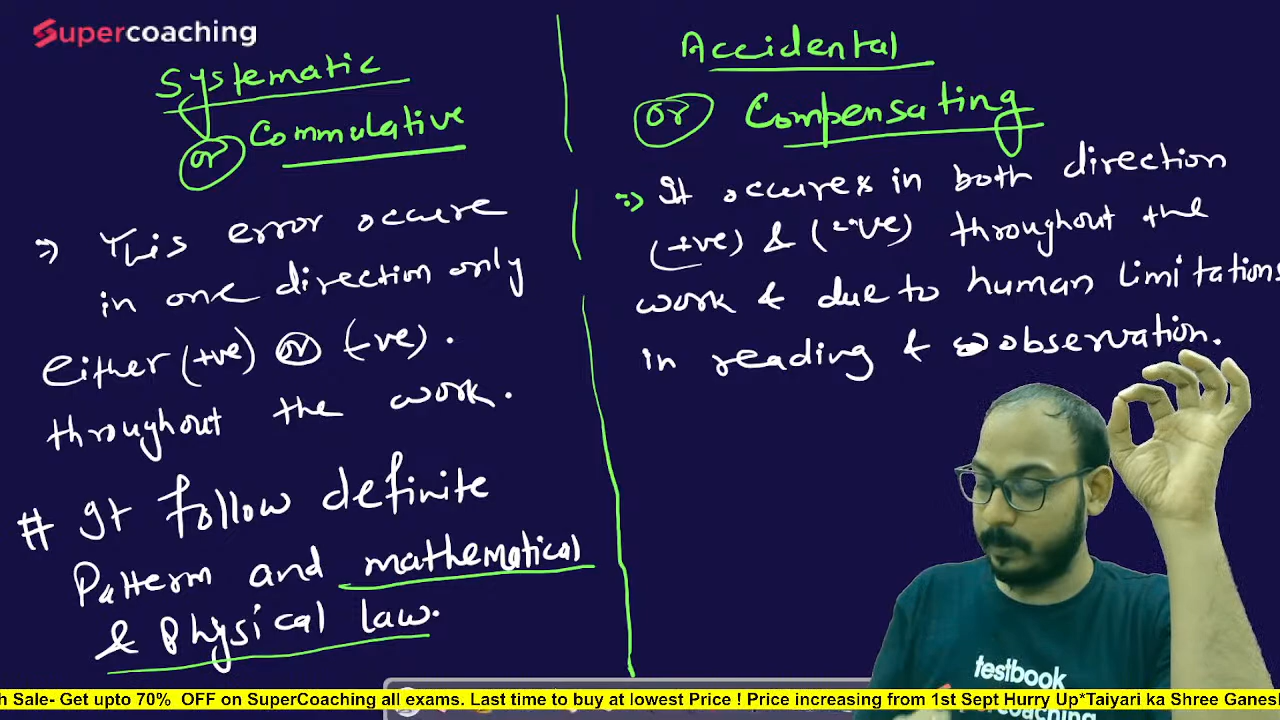 Supercoaching
Systematic
or Commulative
⇒ This error occure
in one direction only
either (+ve) or (-ve).
throughout the work.
# It follow definite
Patterm and mathematical
& Physical law.
Accidental
or Compensating
⇒ It occures in both direction
(+ve) & (-ve) throughout the
work & due to human limitations
in reading & observation.
testbook
h Sale- Get upto 70% OFF on SuperCoaching all exams. Last time to buy at lowest Price ! Price increasing from 1st Sept Hurry Up*Taiyari ka Shree Ganes